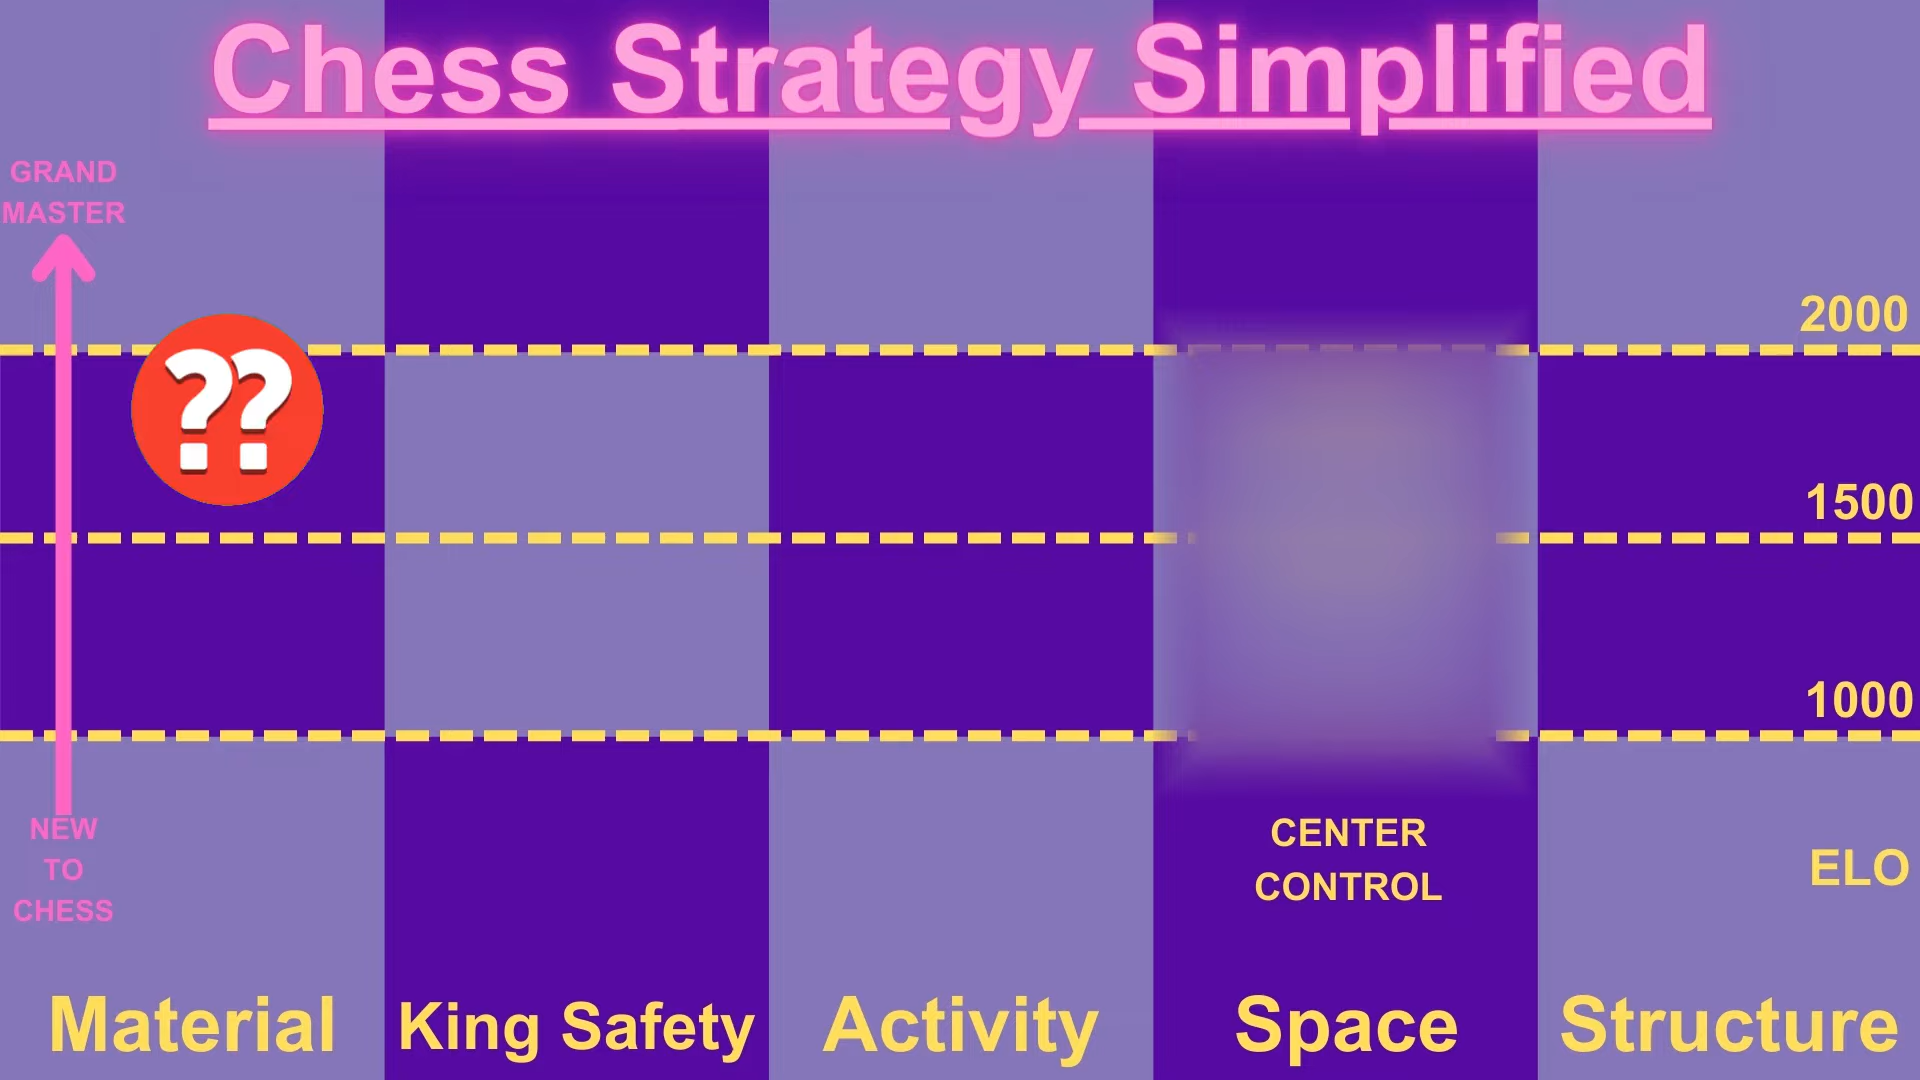 Chess Strategy Simplified
GRAND
MASTER
??
2000
1500
1000
NEW
TO
CHESS
CENTER
CONTROL
ELO
Material
King Safety
Activity
Space
Structure